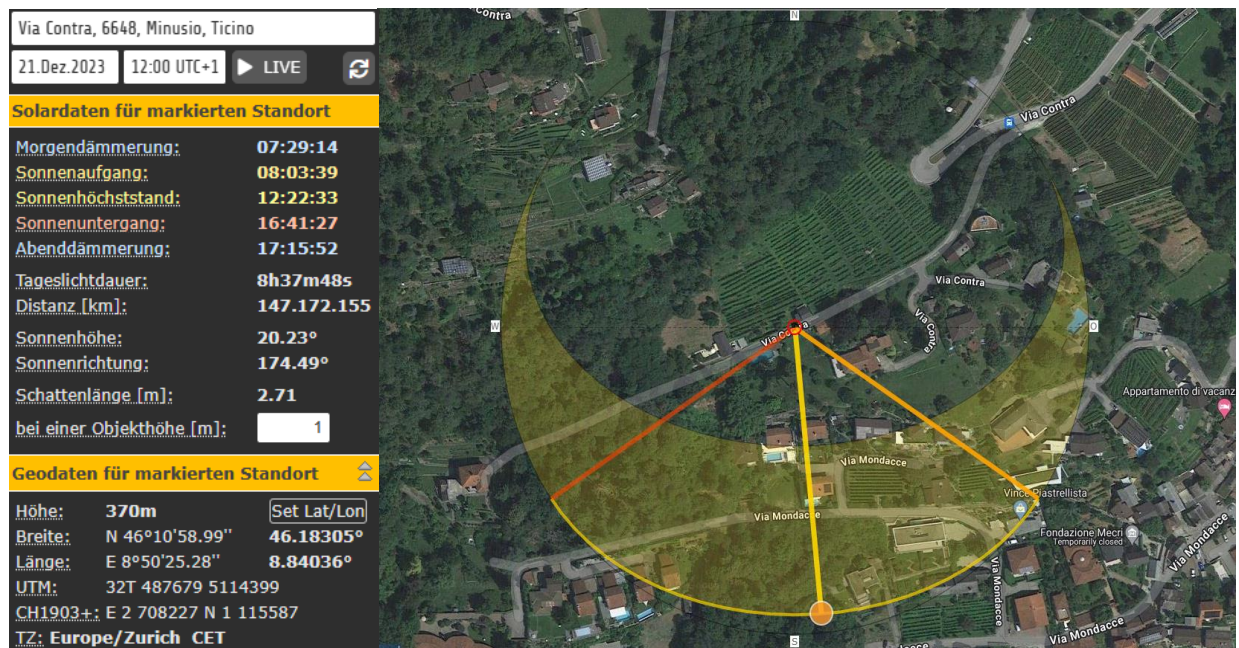 Via Contra, 6648, Minusio, Ticino
21.Dez.2023 12:00 UTC+1 LIVE
Solardaten für markierten Standort
Morgendämmerung: 07:29:14
Sonnenaufgang: 08:03:39
Sonnenhöchststand: 12:22:33
Sonnenuntergang: 16:41:27
Abenddämmerung: 17:15:52
Tageslichtdauer: 8h37m48s
Distanz [km]: 147.172.155
Sonnenhöhe: 20.23°
Sonnenrichtung: 174.49°
Schattenlänge [m]: 2.71
bei einer Objekthöhe [m]: 1
Geodaten für markierten Standort
Höhe: 370m Set Lat/Lon
Breite: N 46°10'58.99'' 46.18305°
Länge: E 8°50'25.28'' 8.84036°
UTM: 32T 487679 5114399
CH1903+: E 2 708227 N 1 115587
TZ: Europe/Zurich CET
Contra
N
Via Contra
Via Contra
Via Contra
W
Via Contra
O
Appartamento di vacanz
Via Mondacce
Vince Piastrellista
Via Mondacce
Fondazione Mecri
Temporarily closed
Via Mondacce
Via Mondacce
Via Mondacce
S